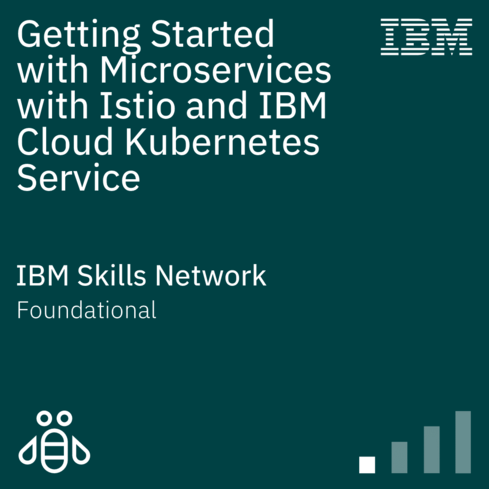 Getting Started
with Microservices
with Istio and IBM
Cloud Kubernetes
Service
IBM
IBM Skills Network
Foundational